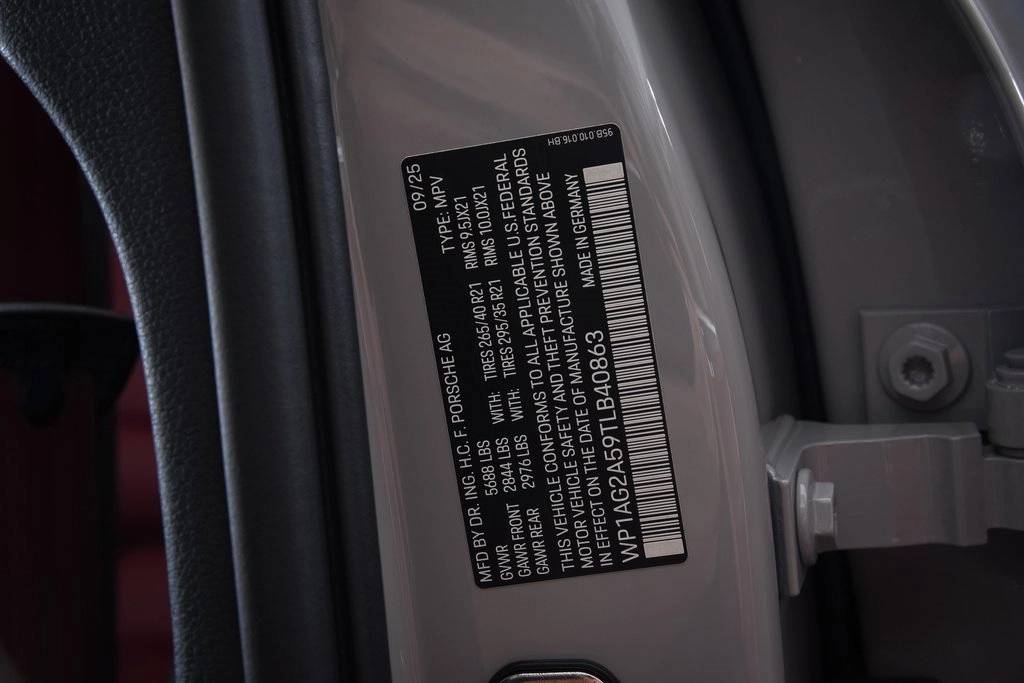 MFD BY DR. ING. H.C. F. PORSCHE AG 09/25
GVWR 5688 LBS TYPE: MPV
GAWR FRONT 2844 LBS WITH: TIRES 265/40 R21 RIMS 9.5JX21
GAWR REAR 2976 LBS WITH: TIRES 295/35 R21 RIMS 10.0JX21
THIS VEHICLE CONFORMS TO ALL APPLICABLE U.S. FEDERAL
MOTOR VEHICLE SAFETY AND THEFT PREVENTION STANDARDS
IN EFFECT ON THE DATE OF MANUFACTURE SHOWN ABOVE
WP1AG2A59TLB40863 MADE IN GERMANY
95B.010.016.BH